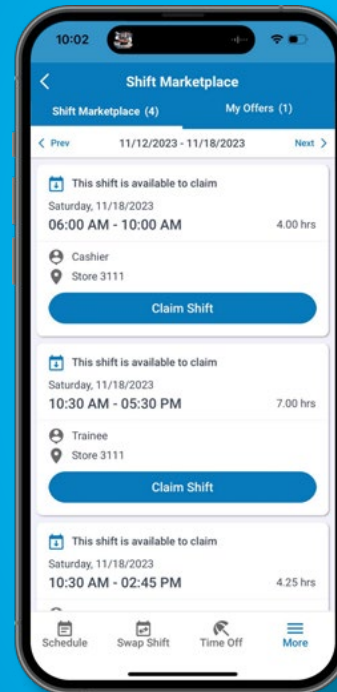 10:02
Shift Marketplace
Shift Marketplace (4) My Offers (1)
Prev 11/12/2023 - 11/18/2023 Next
This shift is available to claim
Saturday, 11/18/2023
06:00 AM - 10:00 AM 4.00 hrs
Cashier
Store 3111
Claim Shift
This shift is available to claim
Saturday, 11/18/2023
10:30 AM - 05:30 PM 7.00 hrs
Trainee
Store 3111
Claim Shift
This shift is available to claim
Saturday, 11/18/2023
10:30 AM - 02:45 PM 4.25 hrs
Schedule Swap Shift Time Off More